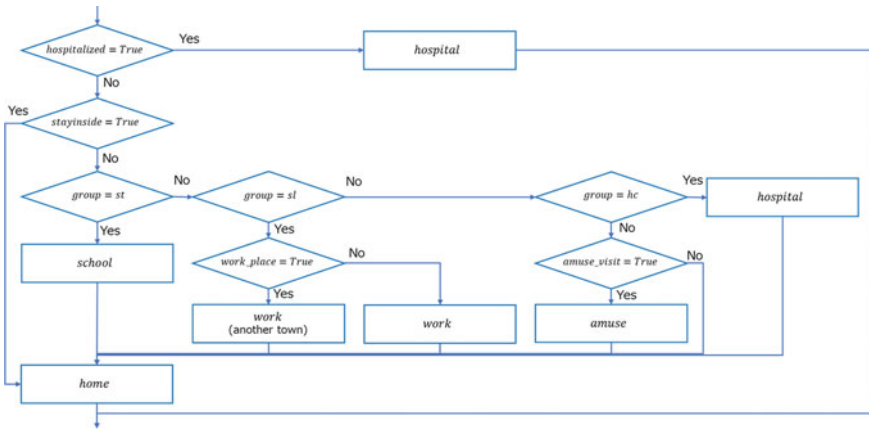 hospitalized = True
Yes
hospital
No
Yes
stayinside = True
No
group = st
No
group = sl
No
group = hc
Yes
hospital
Yes
Yes
No
school
work_place = True
No
amuse_visit = True
No
Yes
Yes
work
(another town)
work
amuse
home